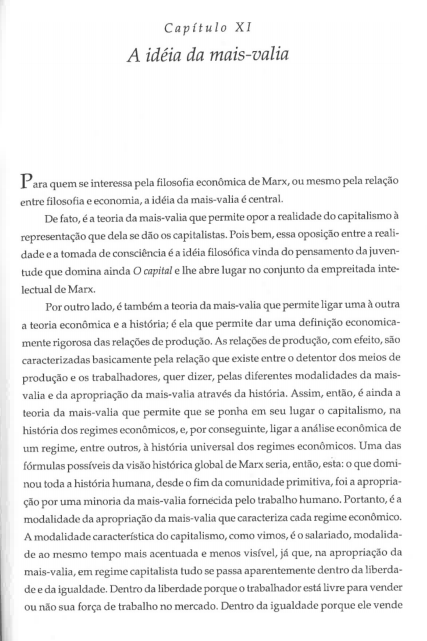 Capítulo XI
A idéia da mais-valia
Para quem se interessa pela filosofia econômica de Marx, ou mesmo pela relação
entre filosofia e economia, a idéia da mais-valia é central.
De fato, é a teoria da mais-valia que permite opor a realidade do capitalismo à
representação que dela se dão os capitalistas. Pois bem, essa oposição entre a reali-
dade e a tomada de consciência é a idéia filosófica vinda do pensamento da juven-
tude que domina ainda O capital e lhe abre lugar no conjunto da empreitada inte-
lectual de Marx.
Por outro lado, é também a teoria da mais-valia que permite ligar uma à outra
a teoria econômica e a história; é ela que permite dar uma definição economica-
mente rigorosa das relações de produção. As relações de produção, com efeito, são
caracterizadas basicamente pela relação que existe entre o detentor dos meios de
produção e os trabalhadores, quer dizer, pelas diferentes modalidades da mais-
valia e da apropriação da mais-valia através da história. Assim, então, é ainda a
teoria da mais-valia que permite que se ponha em seu lugar o capitalismo, na
história dos regimes econômicos, e, por conseguinte, ligar a análise econômica de
um regime, entre outros, à história universal dos regimes econômicos. Uma das
fórmulas possíveis da visão histórica global de Marx seria, então, esta: o que domi-
nou toda a história humana, desde o fim da comunidade primitiva, foi a apropria-
ção por uma minoria da mais-valia fornecida pelo trabalho humano. Portanto, é a
modalidade da apropriação da mais-valia que caracteriza cada regime econômico.
A modalidade característica do capitalismo, como vimos, é o salariado, modalida-
de ao mesmo tempo mais acentuada e menos visível, já que, na apropriação da
mais-valia, em regime capitalista tudo se passa aparentemente dentro da liberda-
de e da igualdade. Dentro da liberdade porque o trabalhador está livre para vender
ou não sua força de trabalho no mercado. Dentro da igualdade porque ele vende